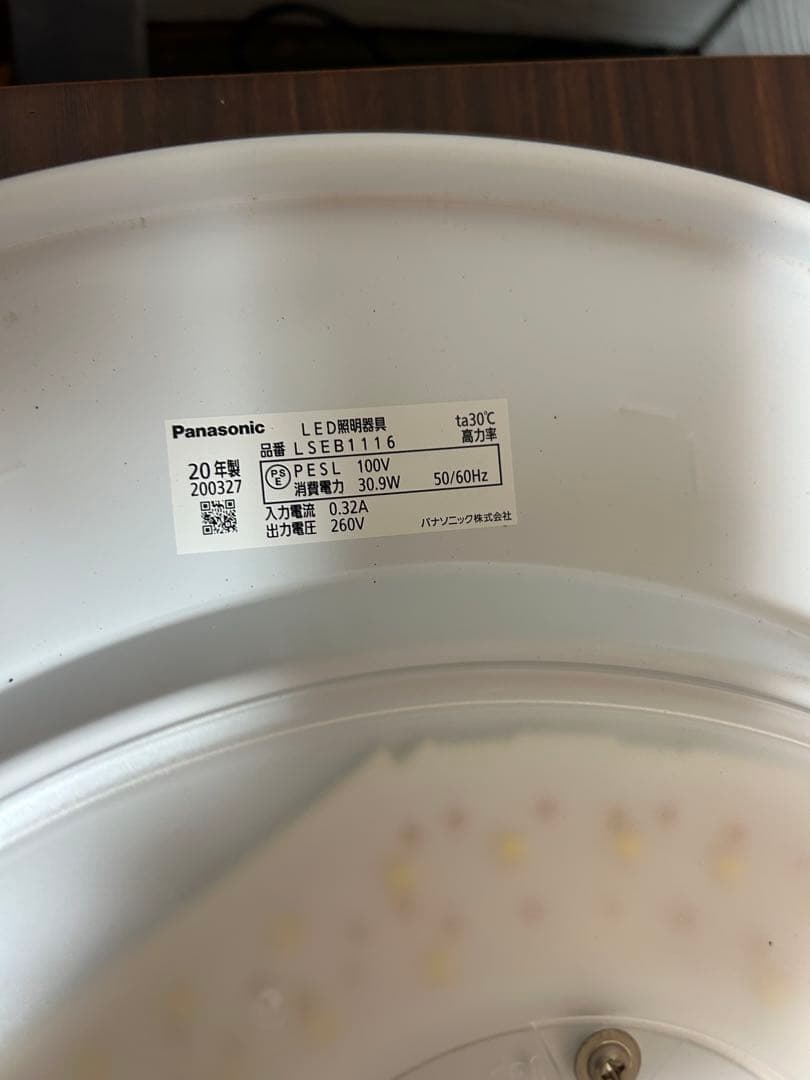 Panasonic LED照明器具 ta30℃
品番 LSEB1116 高力率
20年製 PSE PESL 100V
200327 消費電力 30.9W 50/60Hz
入力電流 0.32A
出力電圧 260V パナソニック株式会社